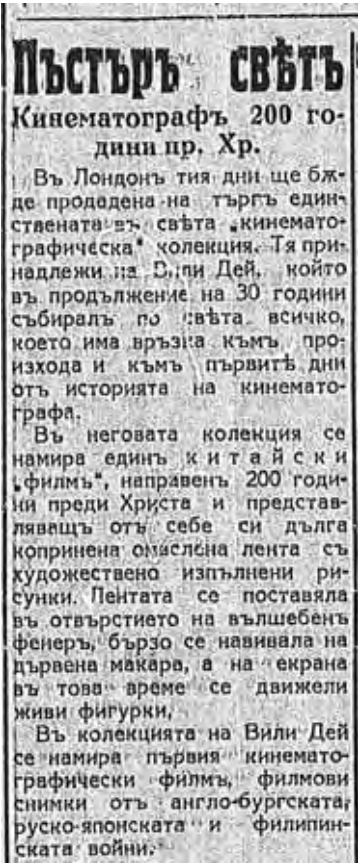 Пъстъръ свѣтъ
Кинематографъ 200 го-
дини пр. Хр.
Въ Лондонъ тия дни ще бѫ-
де продадена на търгъ един-
ствената въ свѣта „кинемато-
графическа“ колекция. Тя при-
надлежи на Вили Дей, който
въ продължение на 30 години
събиралъ по свѣта всичко,
което има връзка къмъ про-
изхода и къмъ първитѣ дни
отъ историята на кинемато-
графа.
Въ неговата колекция се
намира единъ китайски
„филмъ“, направенъ 200 годи-
ни преди Христа и представ-
ляващъ отъ себе си дълга
копринена омаслена лента съ
художествено изпълнени ри-
сунки. Лентата се поставяла
въ отвърстието на вълшебенъ
фенеръ, бързо се навивала на
дървена макара, а на екрана
въ това време се движели
живи фигурки.
Въ колекцията на Вили Дей
се намира първия кинемато-
графически филмъ, филмови
снимки отъ англо-бургската,
руско-японската и филипин-
ската войни.